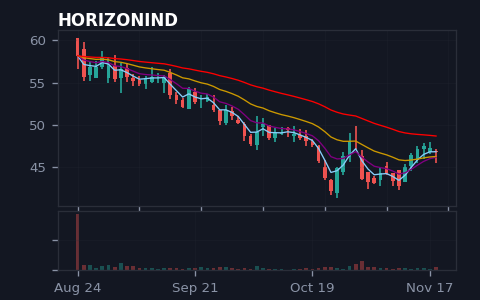 HORIZONIND
60
55
50
45
Aug 24
Sep 21
Oct 19
Nov 17